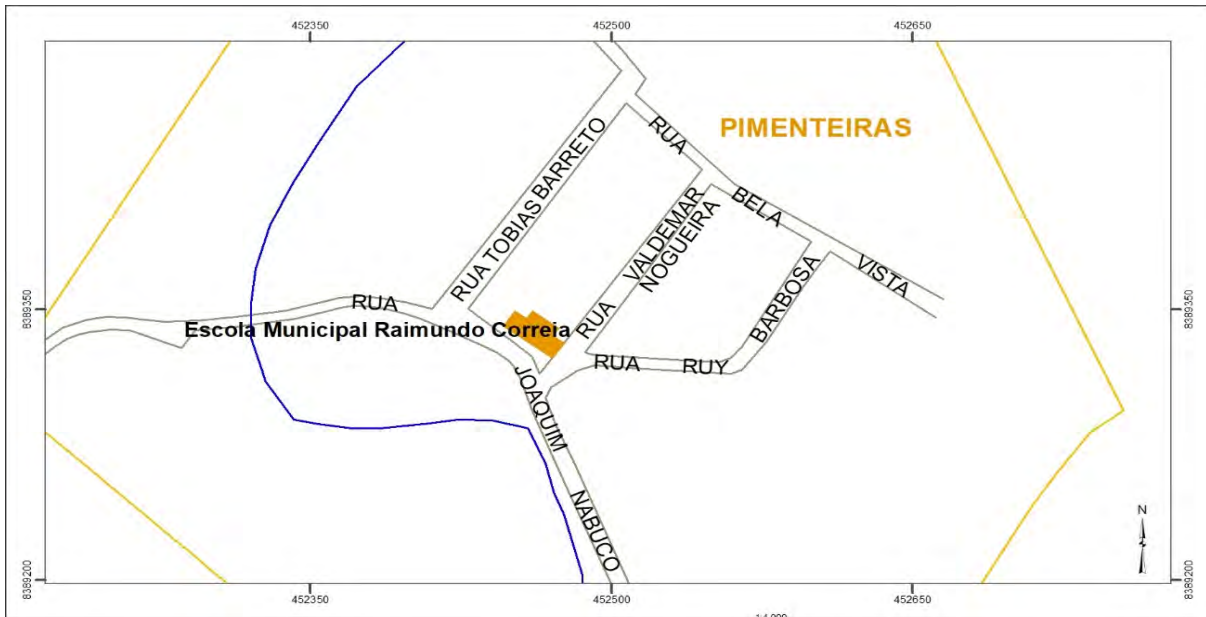 452350 452500 452650
PIMENTEIRAS
RUA TOBIAS BARRETO
RUA BELA VISTA
RUA VALDEMAR
NOGUEIRA
8389350 8389350
RUA JOAQUIM NABUCO
Escola Municipal Raimundo Correia
RUA RUY BARBOSA
N
8389200 8389200
452350 452500 452650